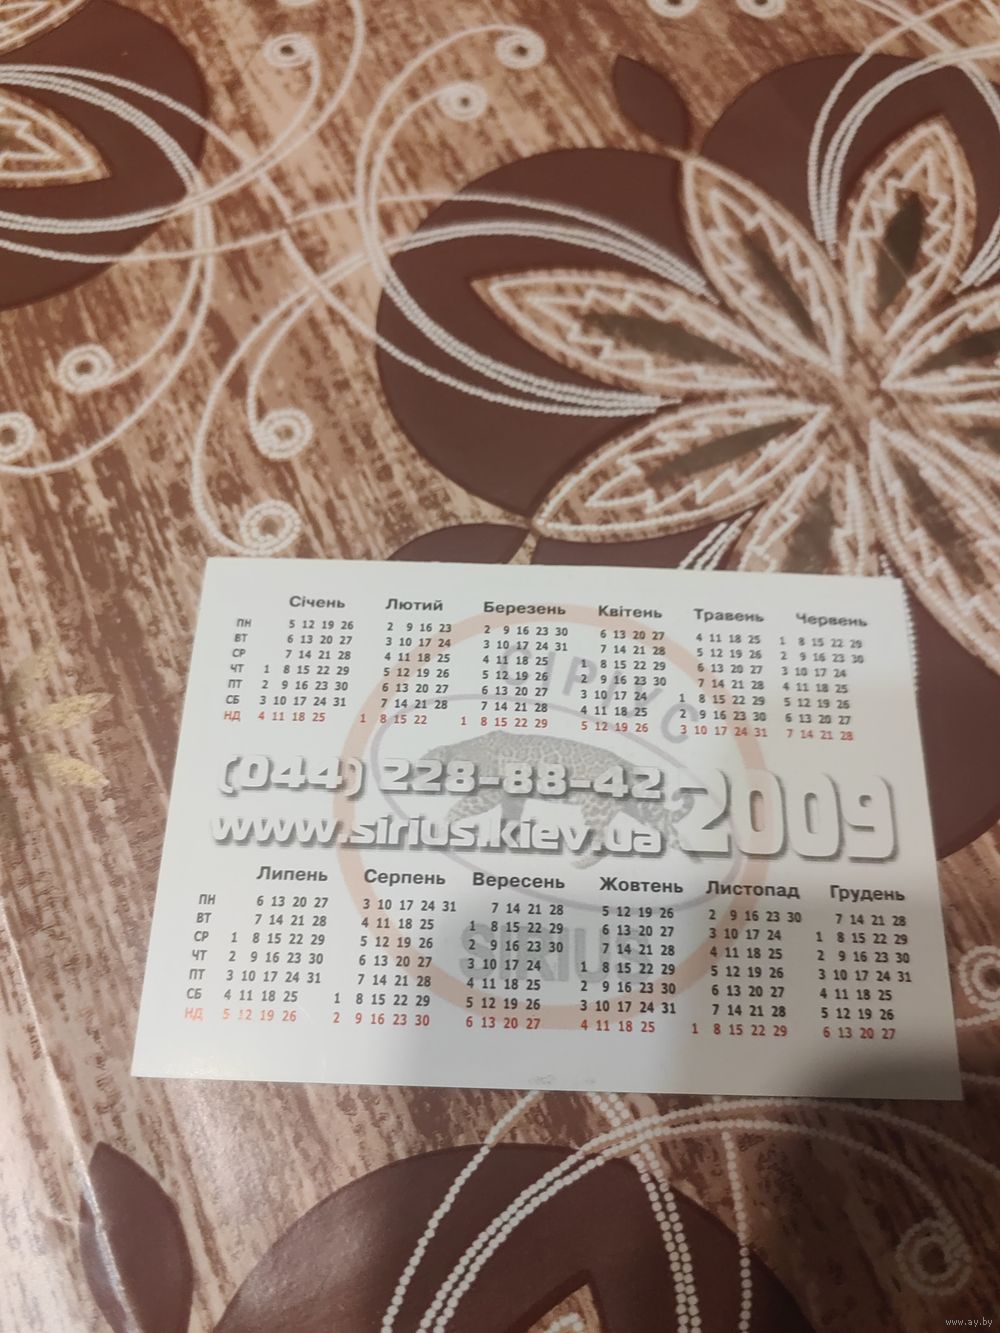 Січень Лютий Березень Квітень Травень Червень
ПН 5 12 19 26 2 9 16 23 2 9 16 23 30 6 13 20 27 4 11 18 25 1 8 15 22 29
ВТ 6 13 20 27 3 10 17 24 3 10 17 24 31 7 14 21 28 5 12 19 26 2 9 16 23 30
СР 7 14 21 28 4 11 18 25 4 11 18 25 1 8 15 22 29 6 13 20 27 3 10 17 24
ЧТ 1 8 15 22 29 5 12 19 26 5 12 19 26 2 9 16 23 30 7 14 21 28 4 11 18 25
ПТ 2 9 16 23 30 6 13 20 27 6 13 20 27 3 10 17 24 1 8 15 22 29 5 12 19 26
СБ 3 10 17 24 31 7 14 21 28 7 14 21 28 4 11 18 25 2 9 16 23 30 6 13 20 27
НД 4 11 18 25 1 8 15 22 1 8 15 22 29 5 12 19 26 3 10 17 24 31 7 14 21 28
СІРІУС
(044) 228-88-42
www.sirius.kiev.ua
2009
Липень Серпень Вересень Жовтень Листопад Грудень
ПН 6 13 20 27 3 10 17 24 31 7 14 21 28 5 12 19 26 2 9 16 23 30 7 14 21 28
ВТ 7 14 21 28 4 11 18 25 1 8 15 22 29 6 13 20 27 3 10 17 24 1 8 15 22 29
СР 1 8 15 22 29 5 12 19 26 2 9 16 23 30 7 14 21 28 4 11 18 25 2 9 16 23 30
ЧТ 2 9 16 23 30 6 13 20 27 3 10 17 24 1 8 15 22 29 5 12 19 26 3 10 17 24 31
ПТ 3 10 17 24 31 7 14 21 28 4 11 18 25 2 9 16 23 30 6 13 20 27 4 11 18 25
СБ 4 11 18 25 1 8 15 22 29 5 12 19 26 3 10 17 24 31 7 14 21 28 5 12 19 26
НД 5 12 19 26 2 9 16 23 30 6 13 20 27 4 11 18 25 1 8 15 22 29 6 13 20 27
SIRIUS
www.ay.by